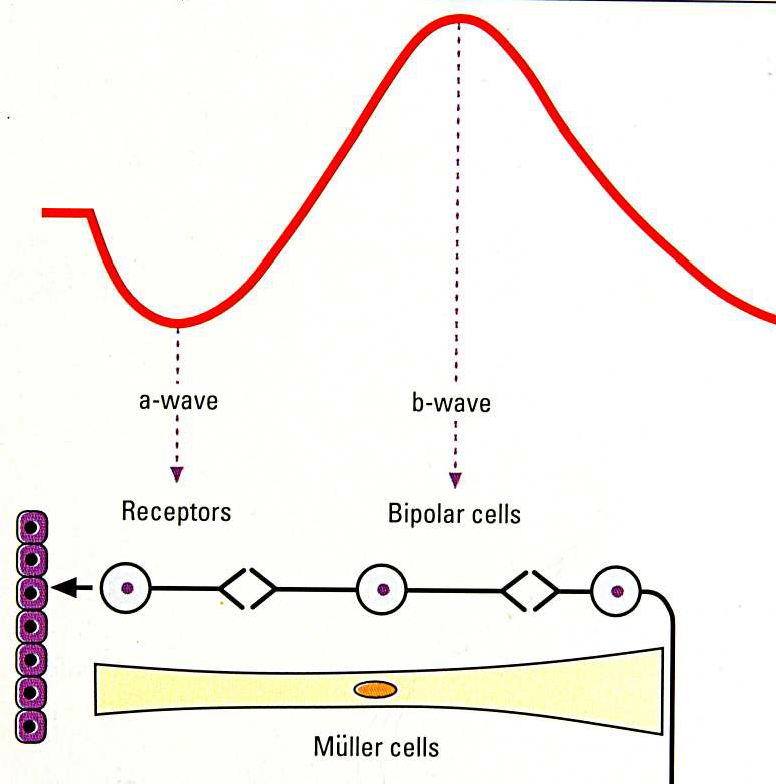 a-wave
b-wave
Receptors
Bipolar cells
Müller cells